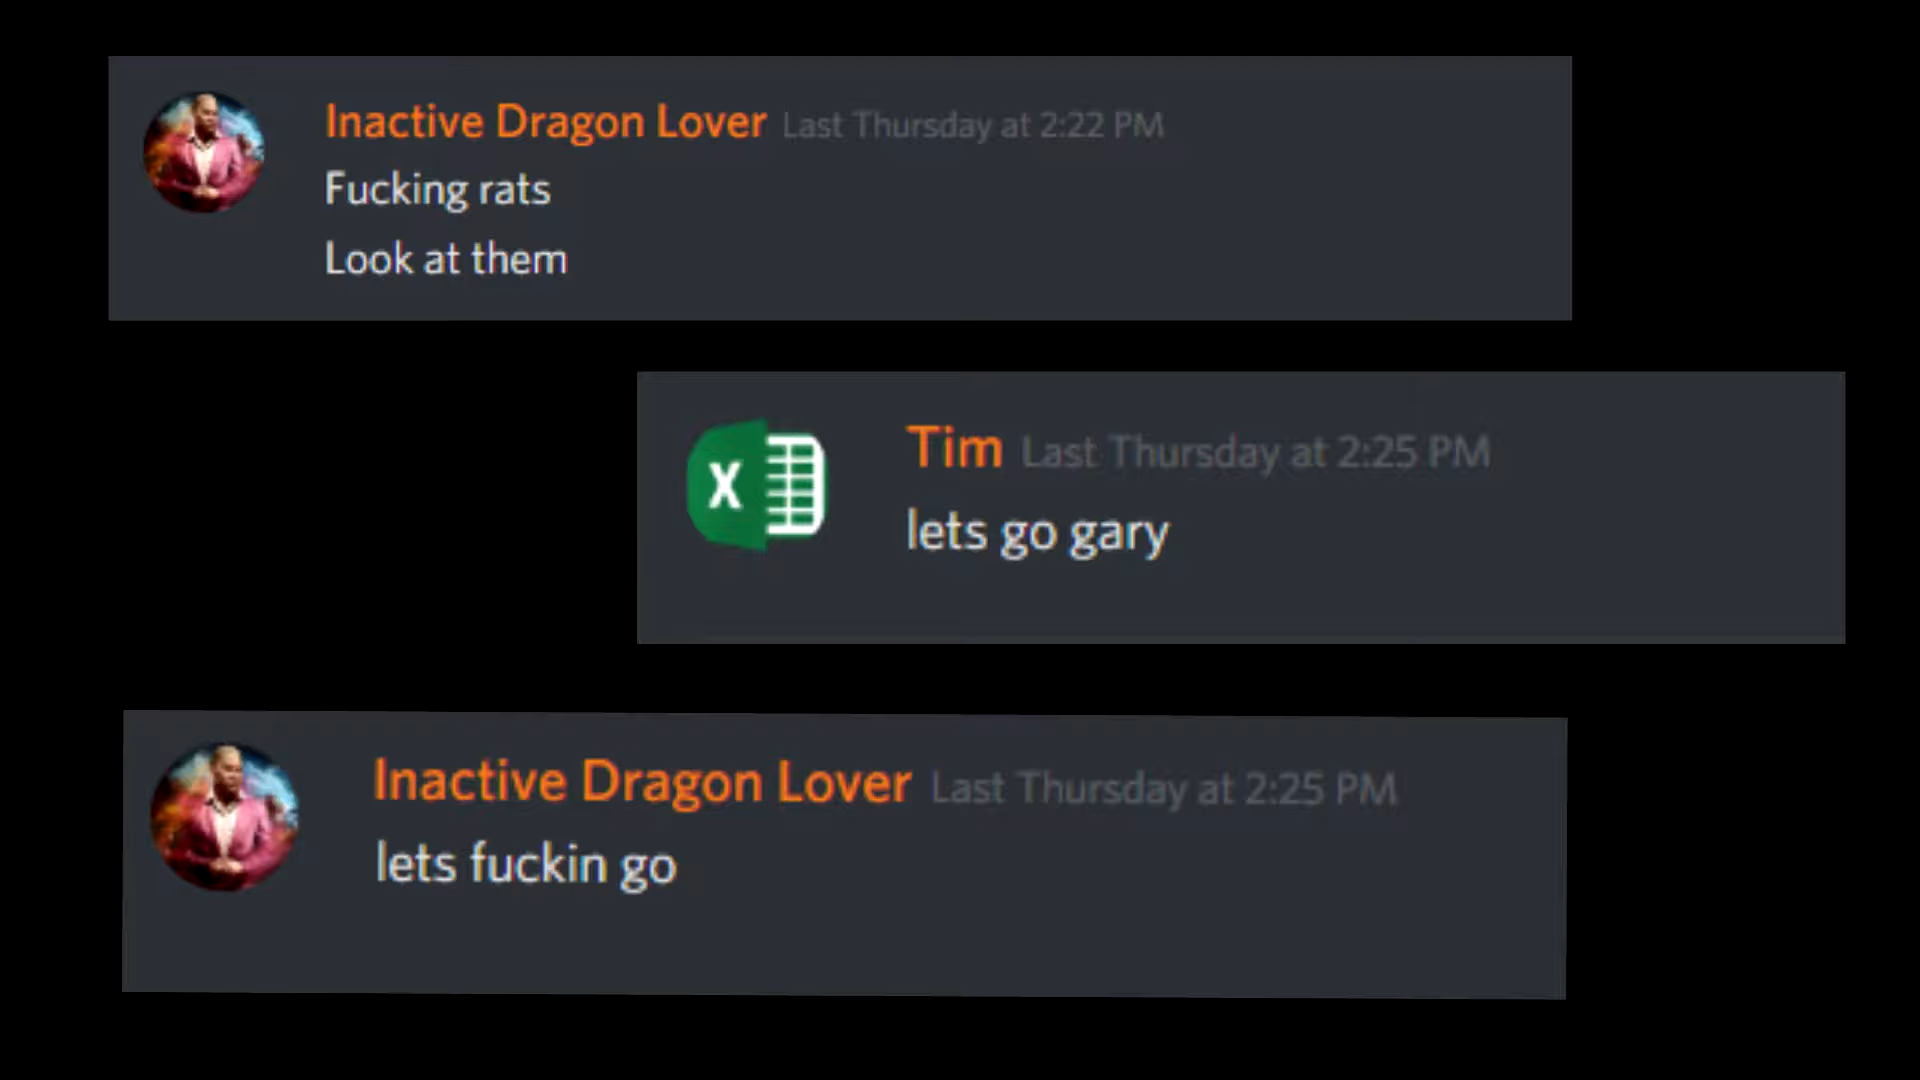 Inactive Dragon Lover Last Thursday at 2:22 PM
Fucking rats
Look at them
X
Tim Last Thursday at 2:25 PM
lets go gary
Inactive Dragon Lover Last Thursday at 2:25 PM
lets fuckin go